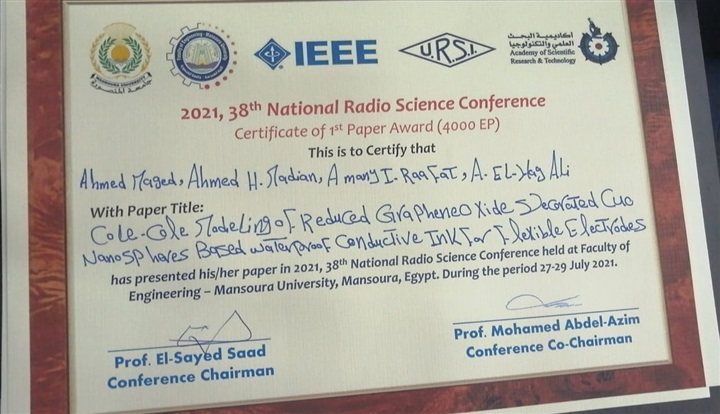 MANSOURA UNIVERSITY
جامعة المنصورة
IEEE
U.R.S.I.
أكاديمية البحث
العلمي والتكنولوجيا
Academy of Scientific
Research & Technology
2021, 38th National Radio Science Conference
Certificate of 1st Paper Award (4000 EP)
This is to Certify that
Ahmed Maged, Ahmed H. Madian, Amany I. Raafat, A. El-Hag Ali
With Paper Title:
Cole-Cole Modeling of Reduced Graphene oxide Decorated Cuo
Nanospheres Based waterproof Conductive Ink For Flexible Electrodes
has presented his/her paper in 2021, 38th National Radio Science Conference held at Faculty of
Engineering – Mansoura University, Mansoura, Egypt. During the period 27-29 July 2021.
Prof. El-Sayed Saad
Conference Chairman
Prof. Mohamed Abdel-Azim
Conference Co-Chairman